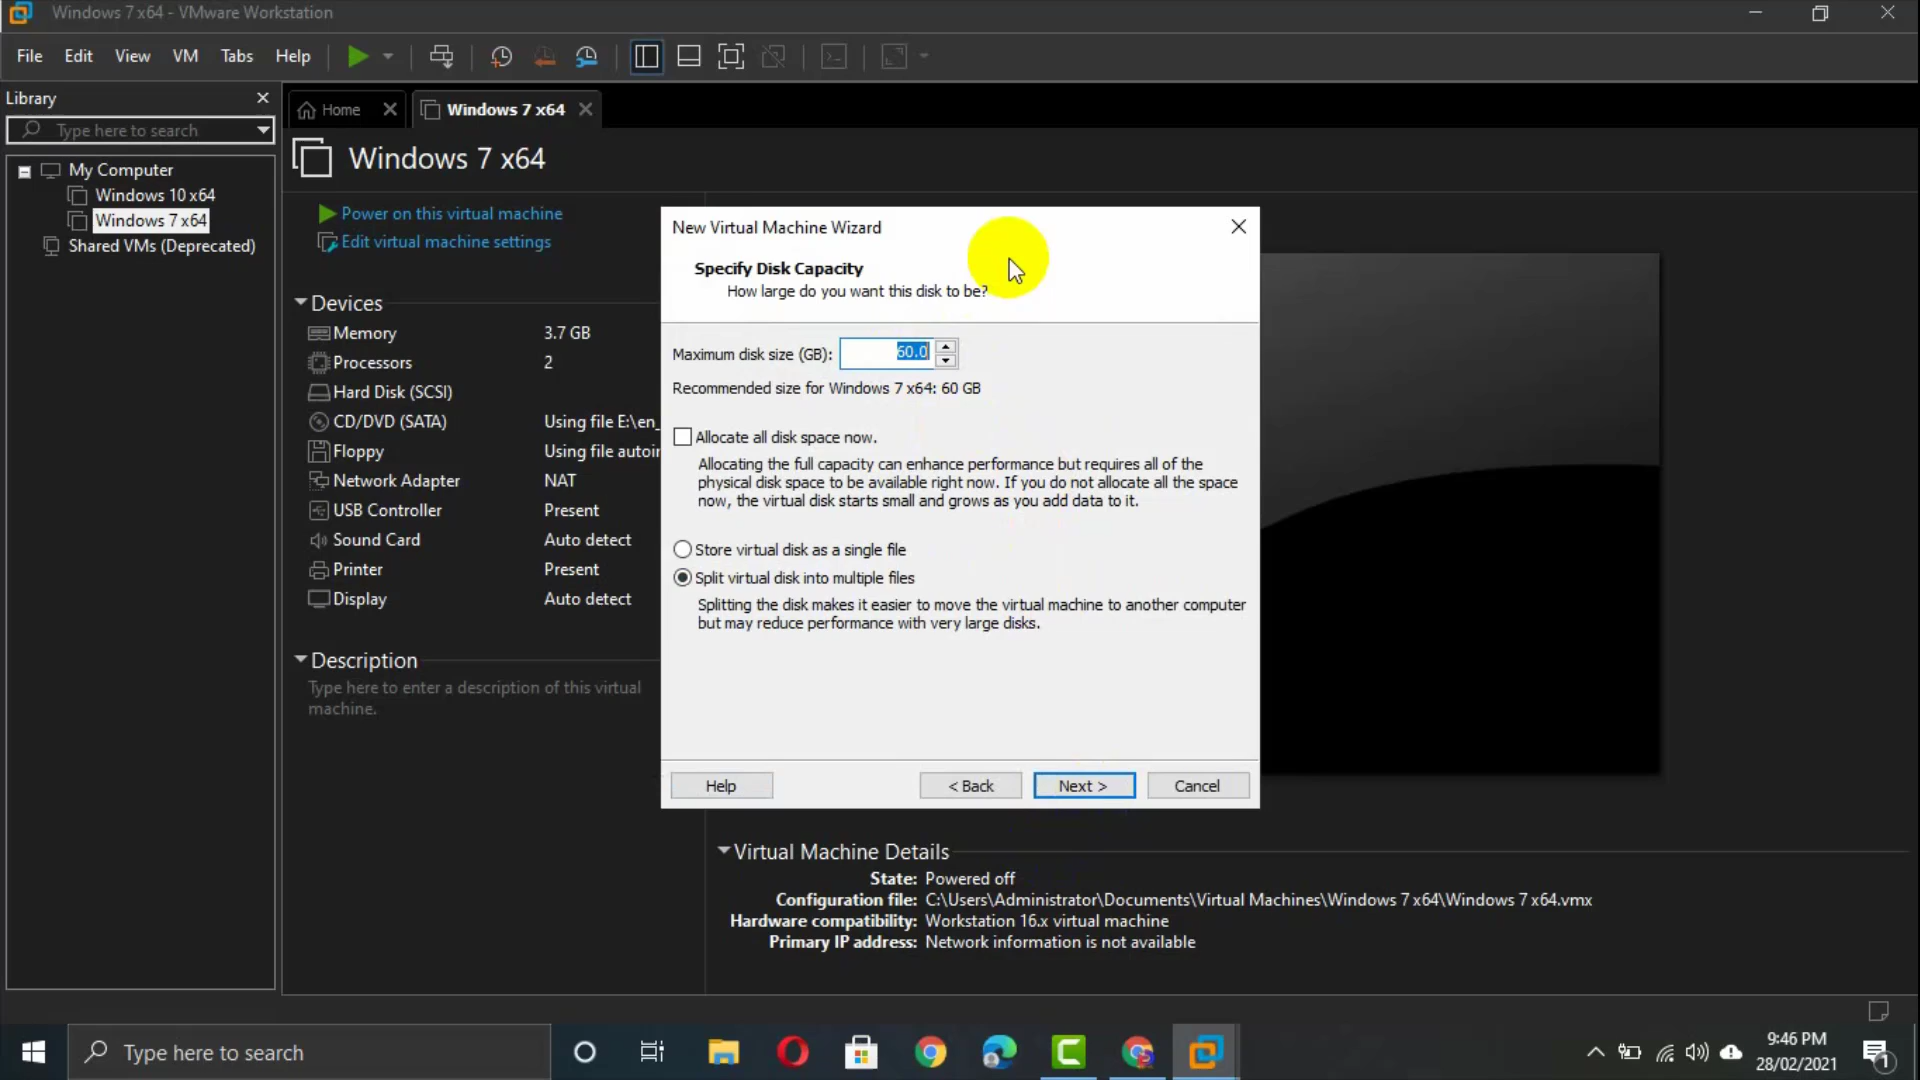 Windows 7 x64 - VMware Workstation
File Edit View VM Tabs Help
Library
Type here to search
My Computer
Windows 10 x64
Windows 7 x64
Shared VMs (Deprecated)
Home
Windows 7 x64
Windows 7 x64
Power on this virtual machine
Edit virtual machine settings
Devices
Memory 3.7 GB
Processors 2
Hard Disk (SCSI)
CD/DVD (SATA) Using file E:\en_
Floppy Using file autoin
Network Adapter NAT
USB Controller Present
Sound Card Auto detect
Printer Present
Display Auto detect
Description
Type here to enter a description of this virtual
machine.
New Virtual Machine Wizard
Specify Disk Capacity
How large do you want this disk to be?
Maximum disk size (GB): 60.0
Recommended size for Windows 7 x64: 60 GB
Allocate all disk space now.
Allocating the full capacity can enhance performance but requires all of the
physical disk space to be available right now. If you do not allocate all the space
now, the virtual disk starts small and grows as you add data to it.
Store virtual disk as a single file
Split virtual disk into multiple files
Splitting the disk makes it easier to move the virtual machine to another computer
but may reduce performance with very large disks.
Help < Back Next > Cancel
Virtual Machine Details
State: Powered off
Configuration file: C:\Users\Administrator\Documents\Virtual Machines\Windows 7 x64\Windows 7 x64.vmx
Hardware compatibility: Workstation 16.x virtual machine
Primary IP address: Network information is not available
Type here to search
9:46 PM
28/02/2021
1